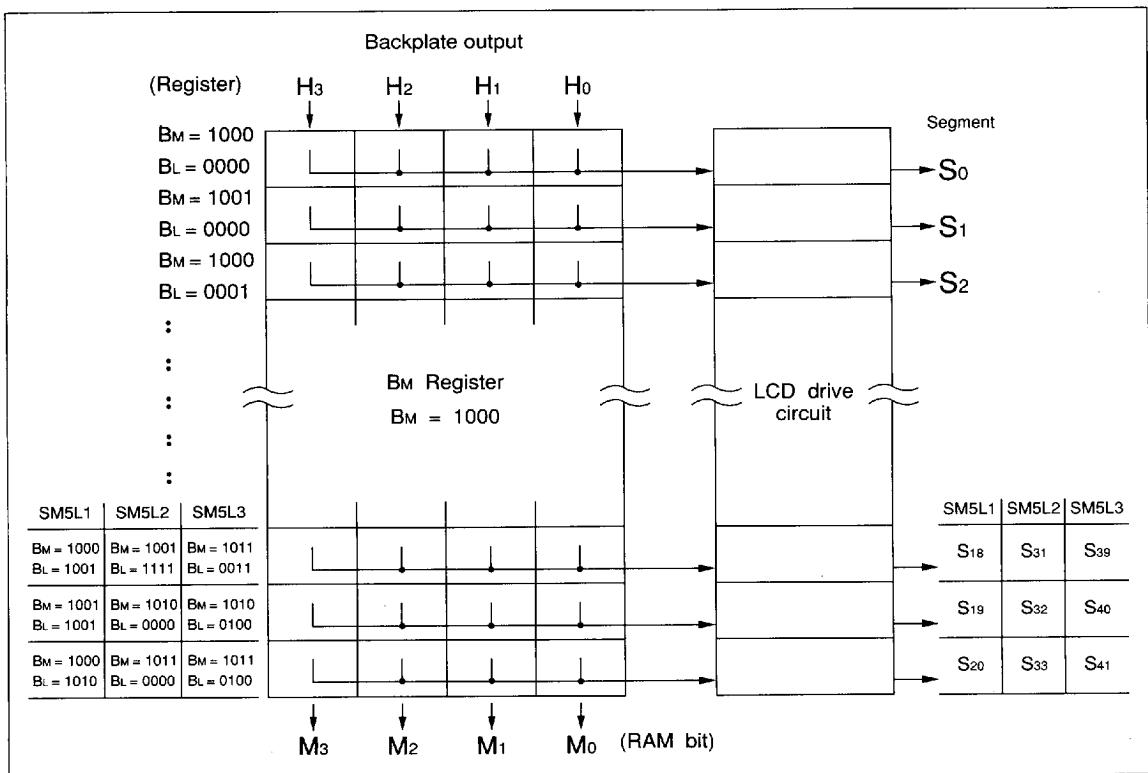 Backplate output
(Register) H3 H2 H1 H0
BM = 1000
BL = 0000
BM = 1001
BL = 0000
BM = 1000
BL = 0001
Segment
S0
S1
S2
BM Register
BM = 1000
LCD drive
circuit
SM5L1 SM5L2 SM5L3
BM = 1000 BM = 1001 BM = 1011
BL = 1001 BL = 1111 BL = 0011
BM = 1001 BM = 1010 BM = 1010
BL = 1001 BL = 0000 BL = 0100
BM = 1000 BM = 1011 BM = 1011
BL = 1010 BL = 0000 BL = 0100
SM5L1 SM5L2 SM5L3
S18 S31 S39
S19 S32 S40
S20 S33 S41
M3 M2 M1 M0 (RAM bit)